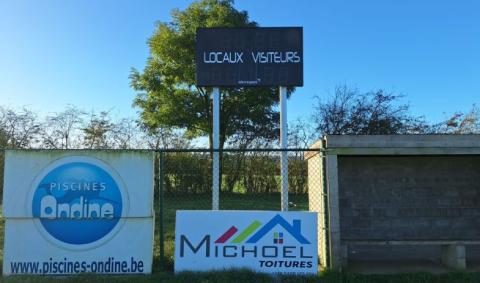 LOCAUX VISITEURS
PISCINES
Ondine
www.piscines-ondine.be
MICHOEL
TOITURES